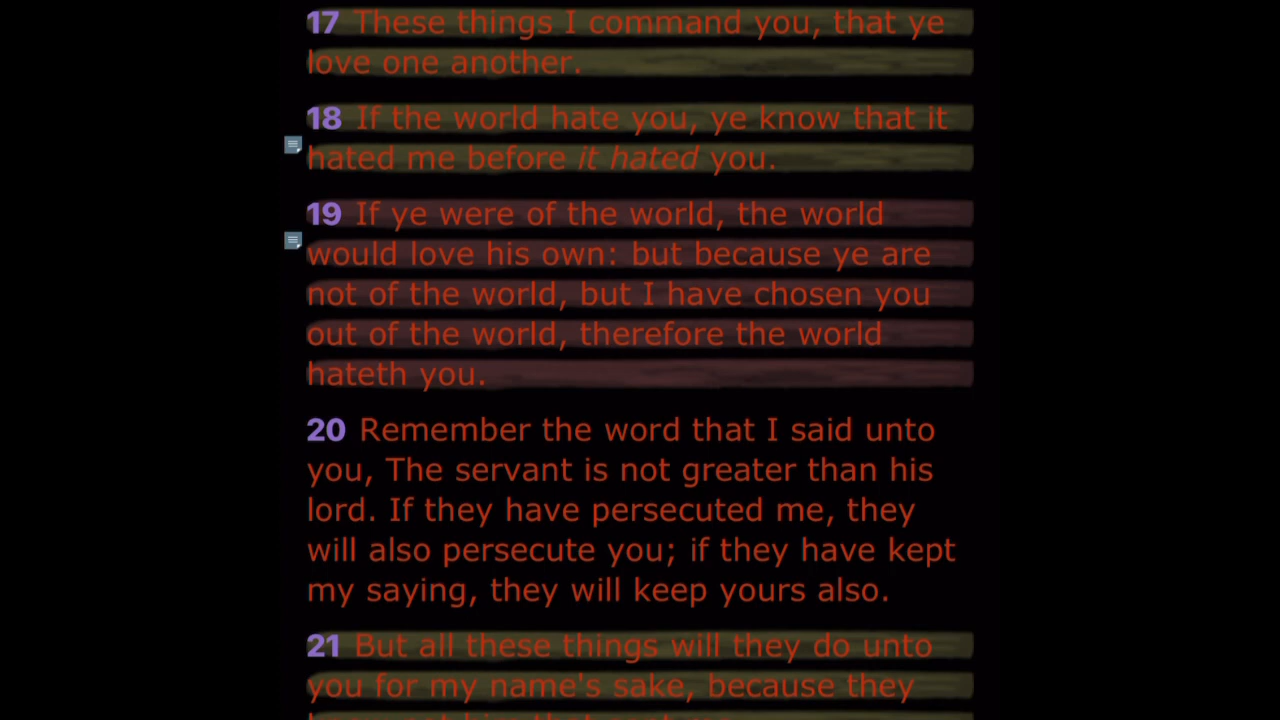 17 These things I command you, that ye
love one another.
18 If the world hate you, ye know that it
hated me before it hated you.
19 If ye were of the world, the world
would love his own: but because ye are
not of the world, but I have chosen you
out of the world, therefore the world
hateth you.
20 Remember the word that I said unto
you, The servant is not greater than his
lord. If they have persecuted me, they
will also persecute you; if they have kept
my saying, they will keep yours also.
21 But all these things will they do unto
you for my name's sake, because they